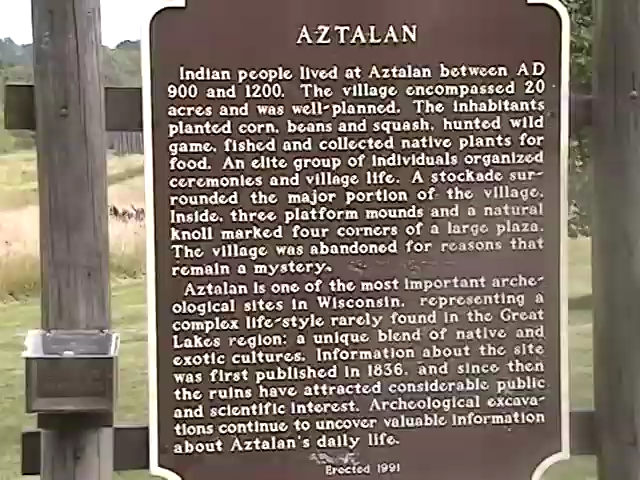 AZTALAN
Indian people lived at Aztalan between AD
900 and 1200. The village encompassed 20
acres and was well-planned. The inhabitants
planted corn, beans and squash, hunted wild
game, fished and collected native plants for
food. An elite group of individuals organized
ceremonies and village life. A stockade sur-
rounded the major portion of the village.
Inside, three platform mounds and a natural
knoll marked four corners of a large plaza.
The village was abandoned for reasons that
remain a mystery.
Aztalan is one of the most important arche-
ological sites in Wisconsin, representing a
complex life-style rarely found in the Great
Lakes region: a unique blend of native and
exotic cultures. Information about the site
was first published in 1836, and since then
the ruins have attracted considerable public
and scientific interest. Archeological excava-
tions continue to uncover valuable information
about Aztalan's daily life.
Erected 1991